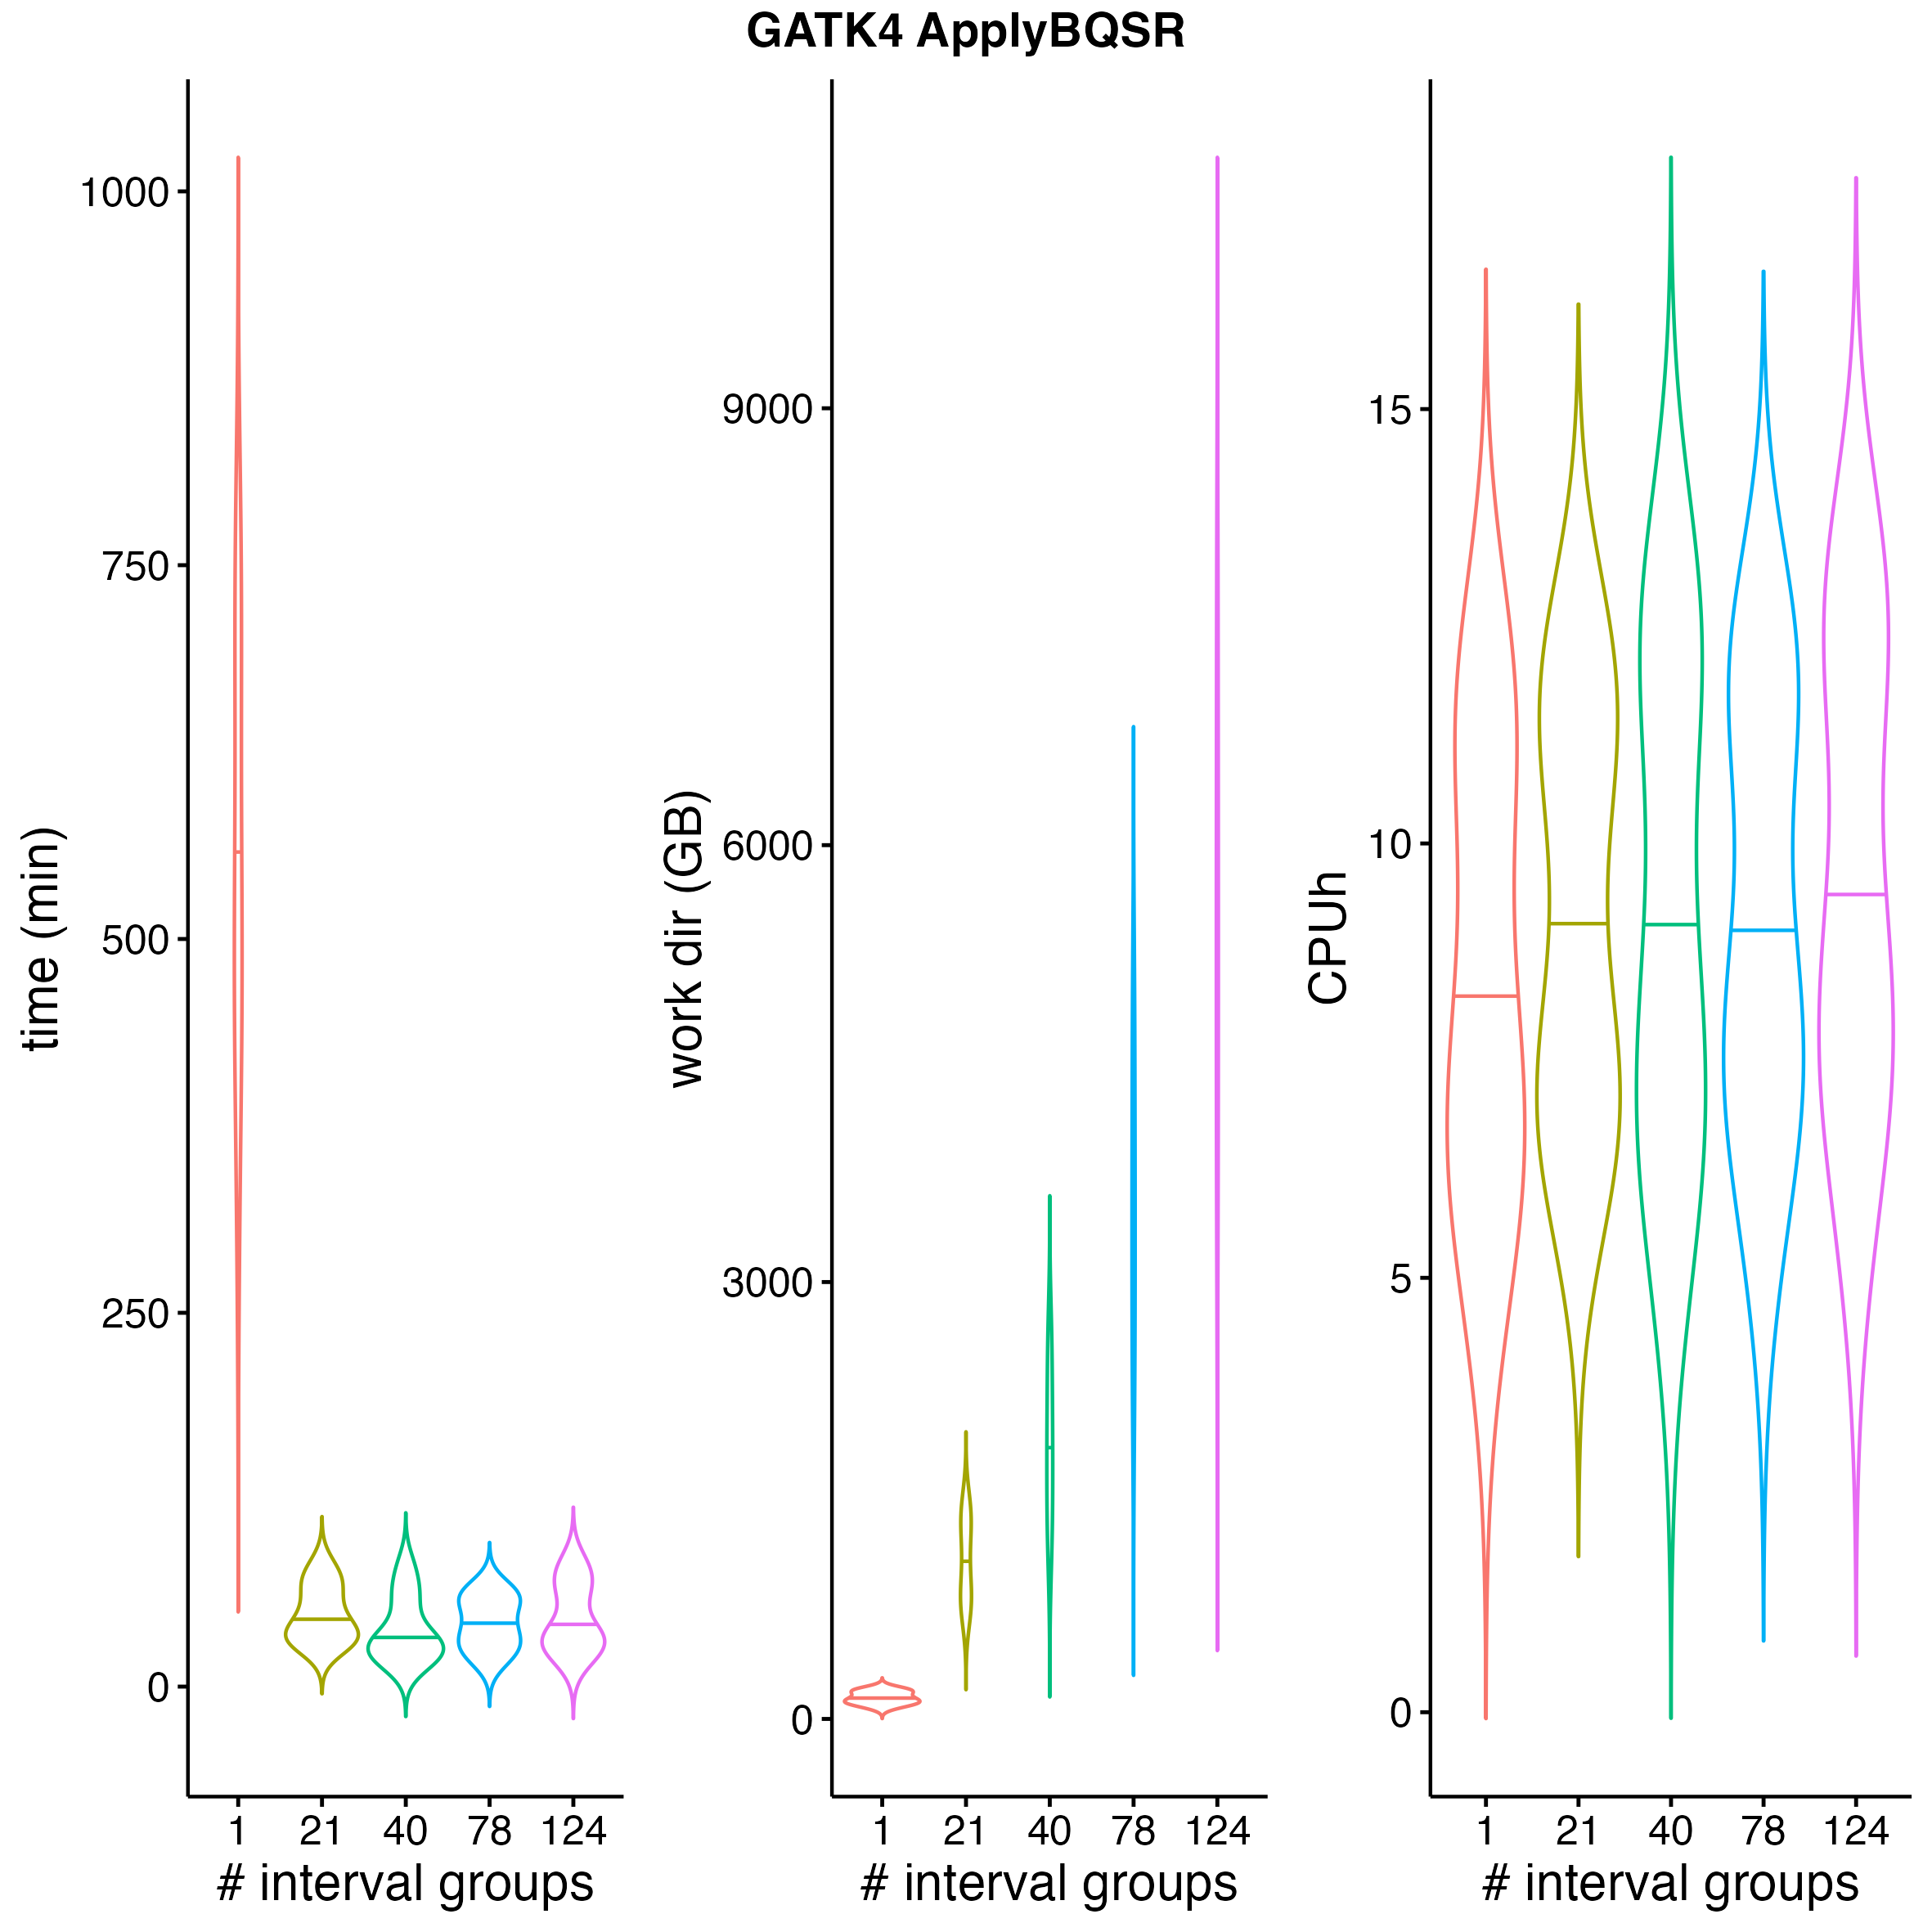 GATK4 ApplyBQSR
time (min)
1000
750
500
250
0
1 21 40 78 124
# interval groups
work dir (GB)
9000
6000
3000
0
1 21 40 78 124
# interval groups
CPUh
15
10
5
0
1 21 40 78 124
# interval groups